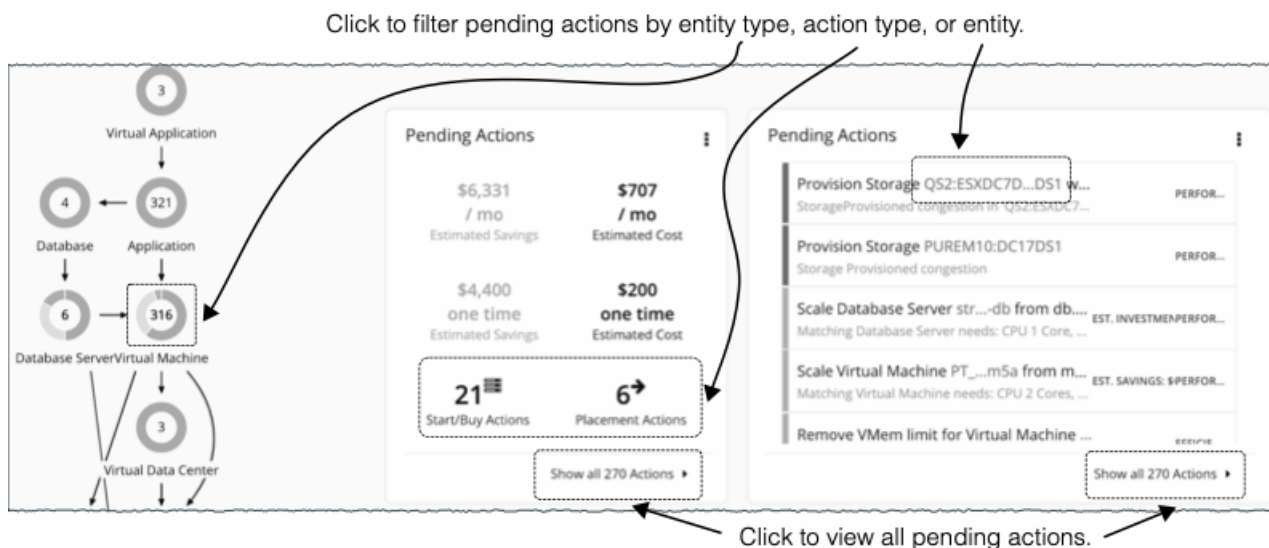 Click to filter pending actions by entity type, action type, or entity.
3
Virtual Application
4
321
Database
Application
6
316
Database Server
Virtual Machine
3
Virtual Data Center
Pending Actions
$6,331
/ mo
Estimated Savings
$707
/ mo
Estimated Cost
$4,400
one time
Estimated Savings
$200
one time
Estimated Cost
21
Start/Buy Actions
6
Placement Actions
Show all 270 Actions
Pending Actions
Provision Storage QS2:ESXDC7D...DS1 w...
StorageProvisioned congestion in 'QS2:ESXDC7...
PERFOR...
Provision Storage PUREM10:DC17DS1
Storage Provisioned congestion
PERFOR...
Scale Database Server str...-db from db....
Matching Database Server needs: CPU 1 Core, ...
EST. INVESTMEN
PERFOR...
Scale Virtual Machine PT_...m5a from m...
Matching Virtual Machine needs: CPU 2 Cores, ...
EST. SAVINGS: $
PERFOR...
Remove VMem limit for Virtual Machine ...
Show all 270 Actions
Click to view all pending actions.